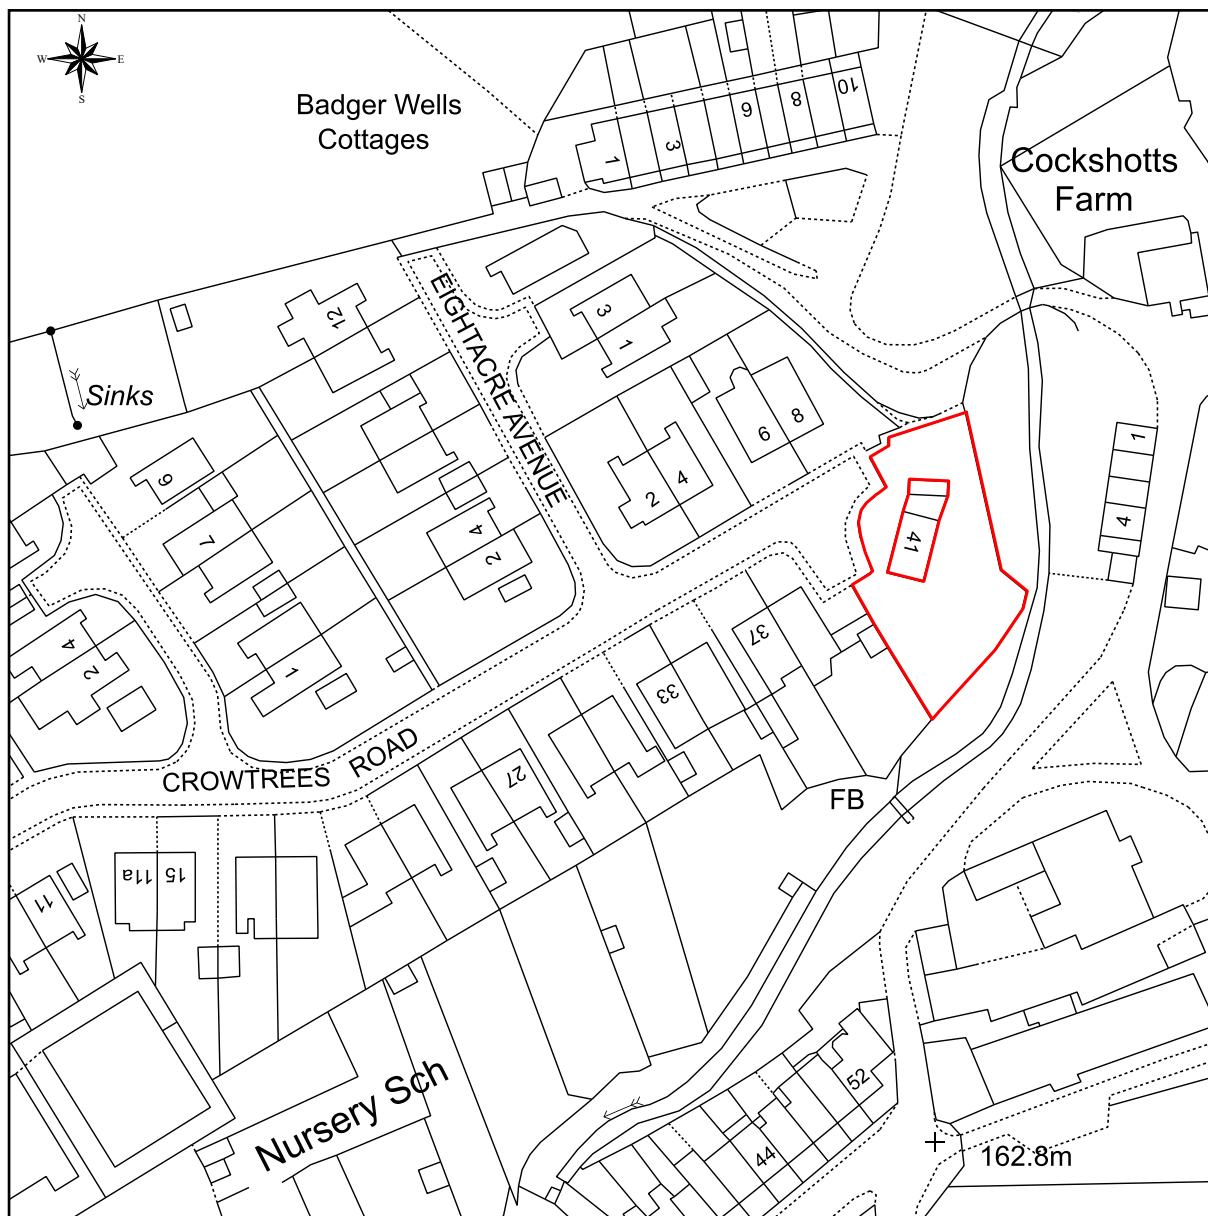 N
W E
S
Badger Wells
Cottages
1
3
6
8
10
Cockshotts
Farm
EIGHTACRE AVENUE
12
3
1
Sinks
6
8
2
4
1
4
9
7
4
2
41
4
2
1
37
33
CROWTREES ROAD
27
FB
11a
15
11
Nursery Sch
52
44
162.8m